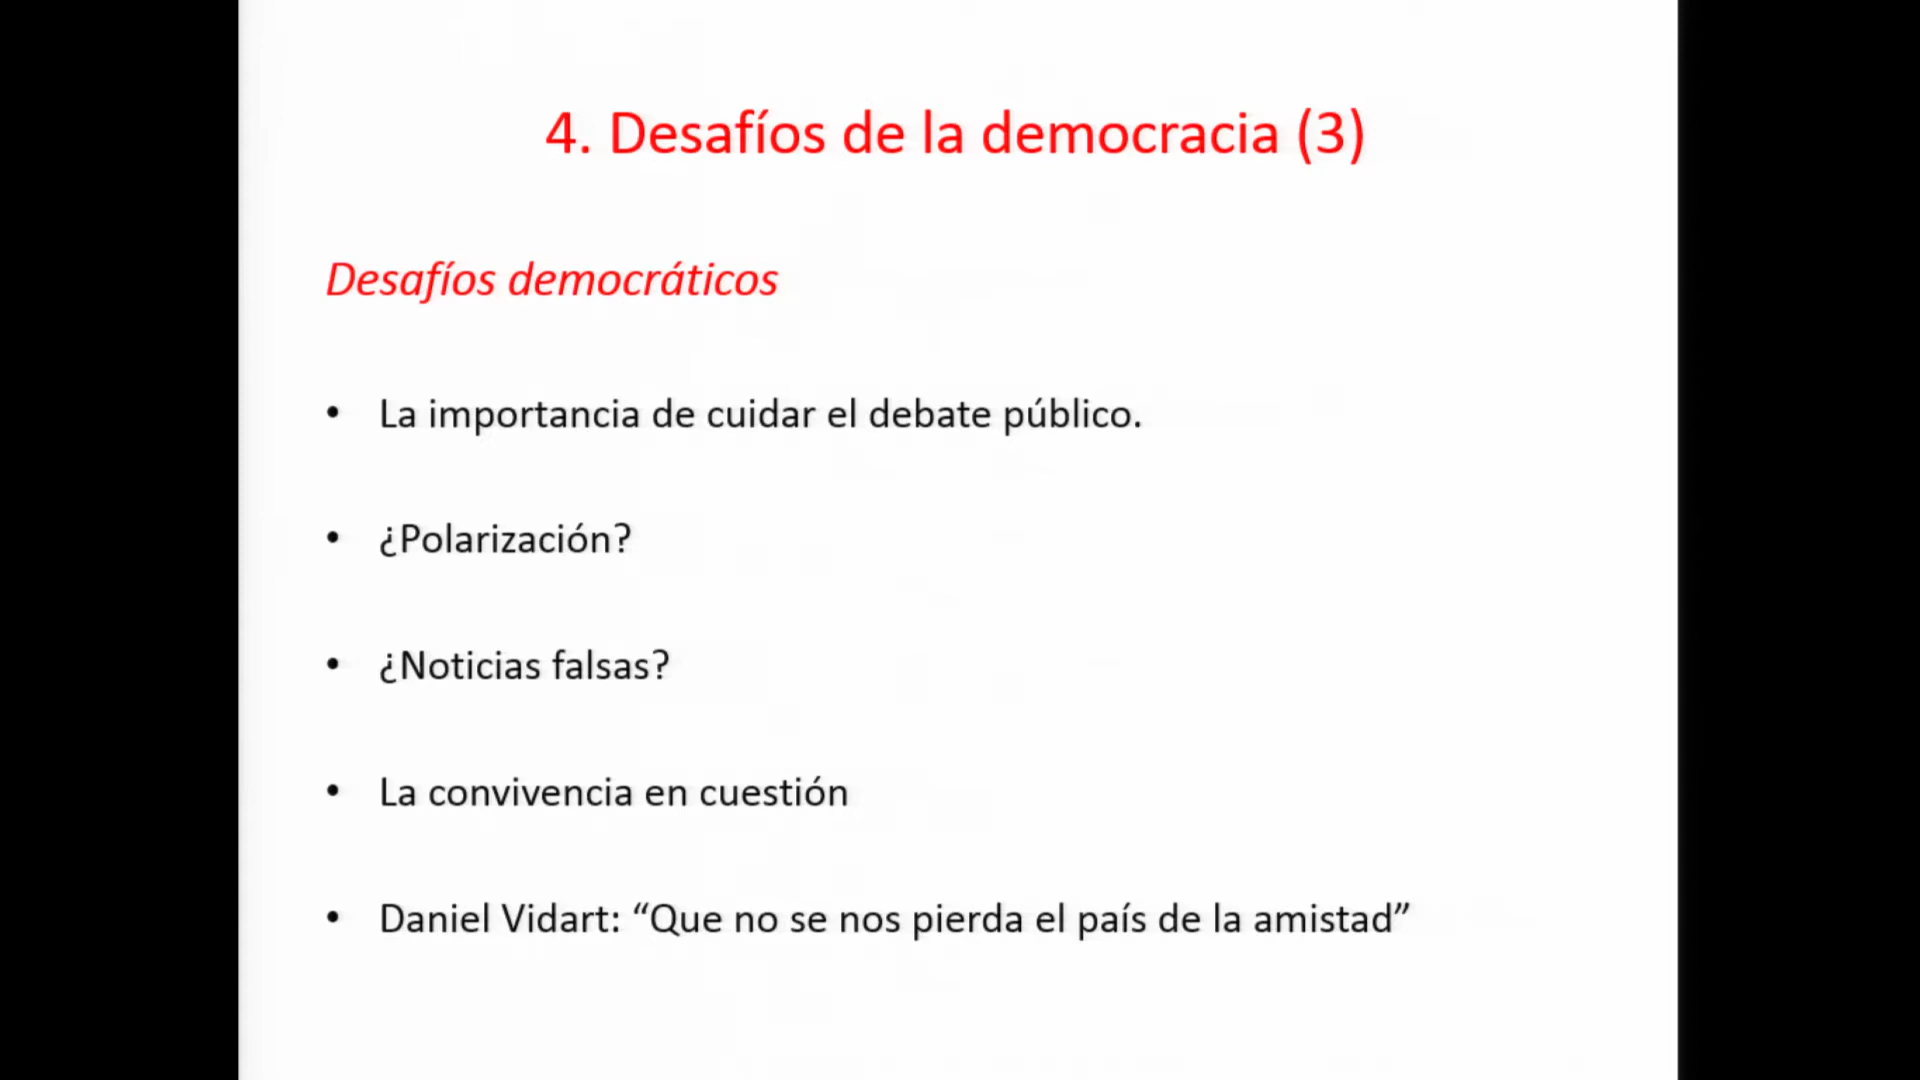 4. Desafíos de la democracia (3)
Desafíos democráticos
• La importancia de cuidar el debate público.
• ¿Polarización?
• ¿Noticias falsas?
• La convivencia en cuestión
• Daniel Vidart: “Que no se nos pierda el país de la amistad”